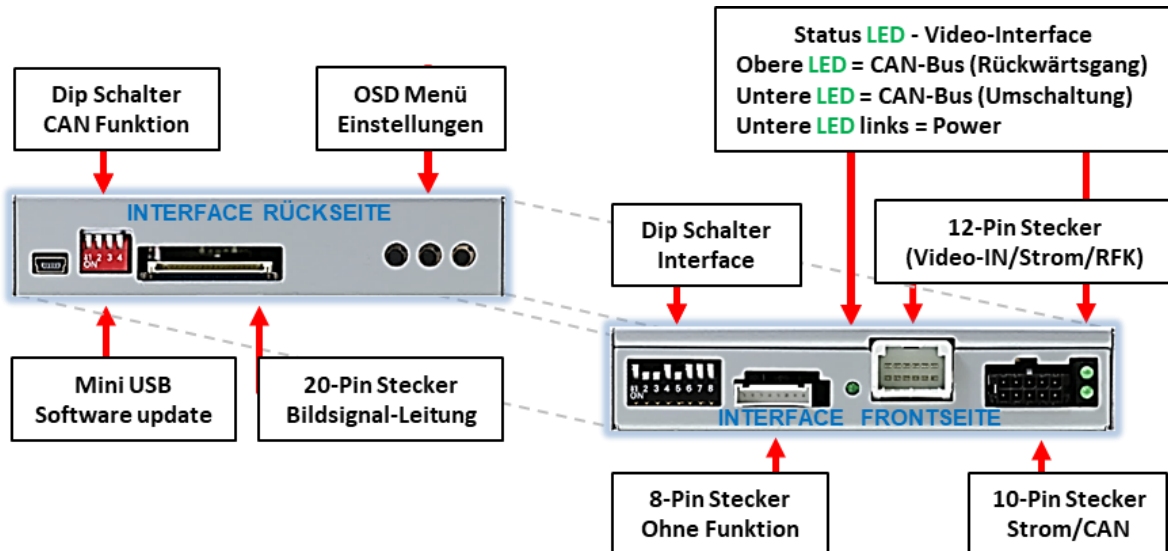 Status LED - Video-Interface
Obere LED = CAN-Bus (Rückwärtsgang)
Untere LED = CAN-Bus (Umschaltung)
Untere LED links = Power
Dip Schalter
CAN Funktion
OSD Menü
Einstellungen
INTERFACE RÜCKSEITE
1 2 3 4
ON
Dip Schalter
Interface
12-Pin Stecker
(Video-IN/Strom/RFK)
Mini USB
Software update
20-Pin Stecker
Bildsignal-Leitung
1 2 3 4 5 6 7 8
ON
INTERFACE FRONTSEITE
8-Pin Stecker
Ohne Funktion
10-Pin Stecker
Strom/CAN